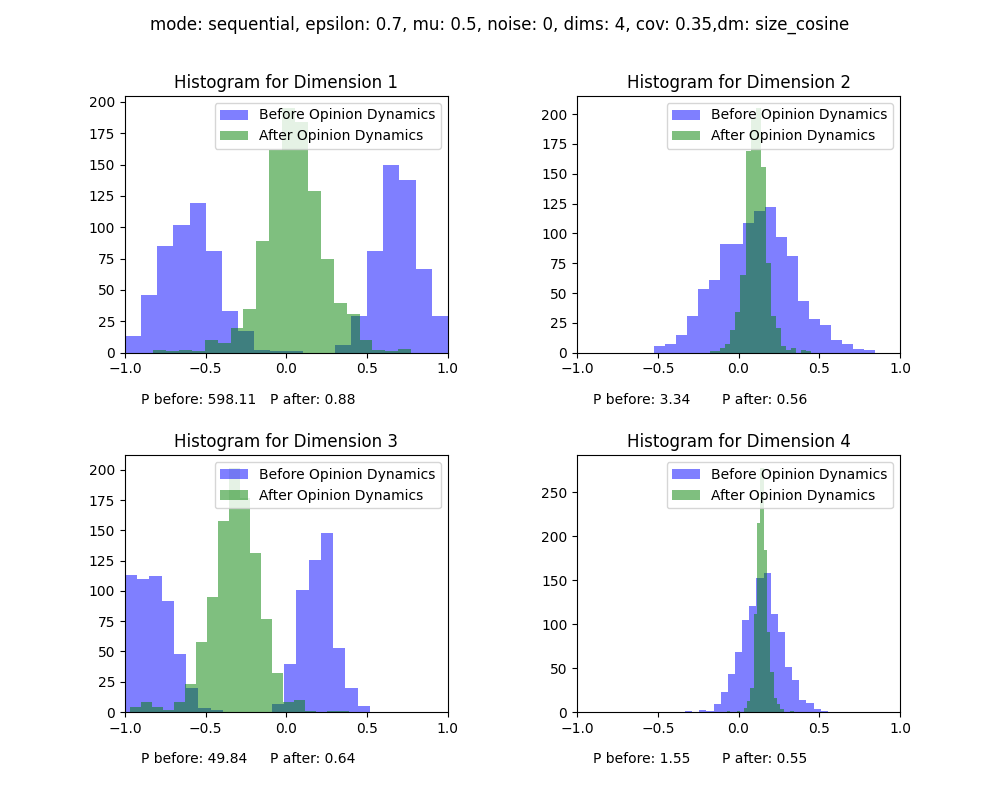 mode: sequential, epsilon: 0.7, mu: 0.5, noise: 0, dims: 4, cov: 0.35,dm: size_cosine
Histogram for Dimension 1
Before Opinion Dynamics
After Opinion Dynamics
200
175
150
125
100
75
50
25
0
−1.0 −0.5 0.0 0.5 1.0
P before: 598.11 P after: 0.88
Histogram for Dimension 2
Before Opinion Dynamics
After Opinion Dynamics
200
175
150
125
100
75
50
25
0
−1.0 −0.5 0.0 0.5 1.0
P before: 3.34 P after: 0.56
Histogram for Dimension 3
Before Opinion Dynamics
After Opinion Dynamics
200
175
150
125
100
75
50
25
0
−1.0 −0.5 0.0 0.5 1.0
P before: 49.84 P after: 0.64
Histogram for Dimension 4
Before Opinion Dynamics
After Opinion Dynamics
250
200
150
100
50
0
−1.0 −0.5 0.0 0.5 1.0
P before: 1.55 P after: 0.55